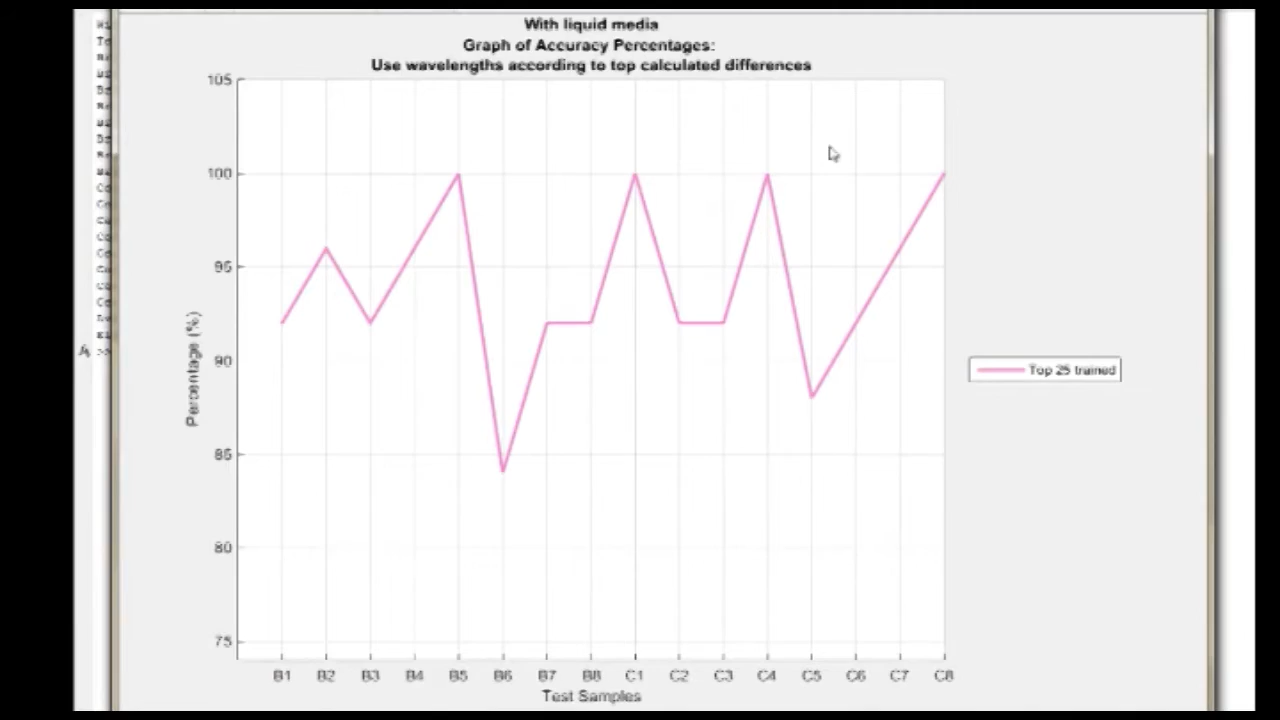 With liquid media
Graph of Accuracy Percentages:
Use wavelengths according to top calculated differences
105
100
95
90
85
80
75
Percentage (%)
B1 B2 B3 B4 B5 B6 B7 B8 C1 C2 C3 C4 C5 C6 C7 C8
Test Samples
Top 25 trained